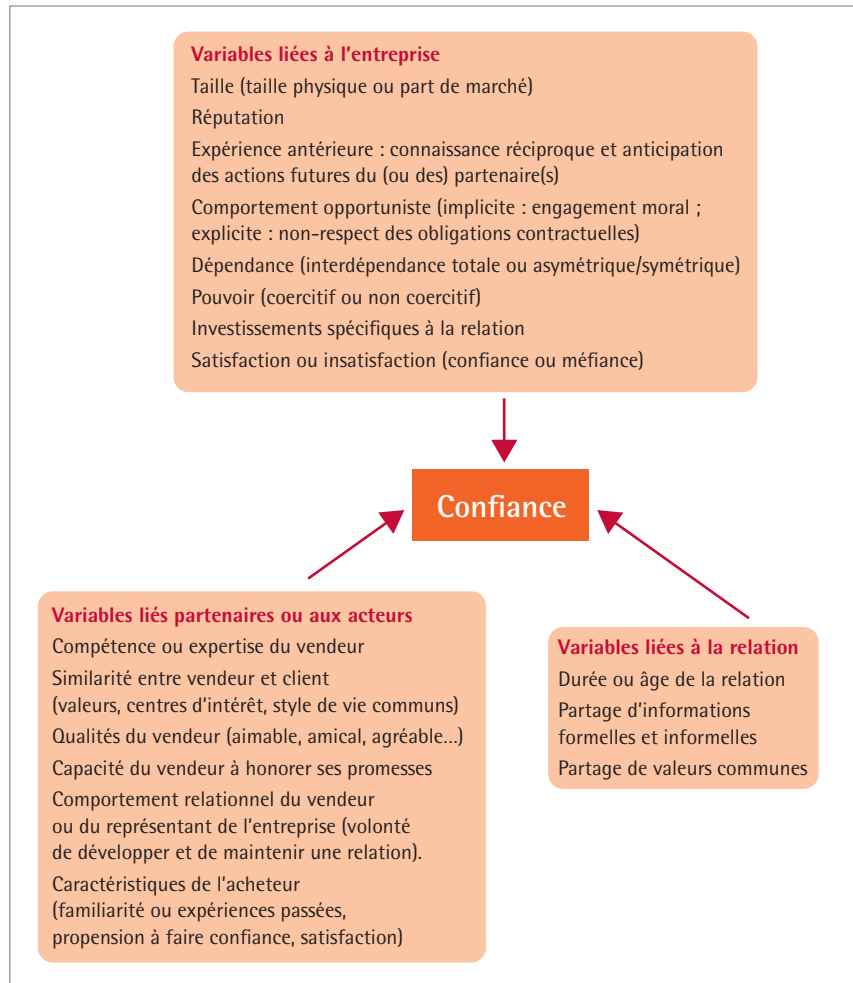 Variables liées à l'entreprise
Taille (taille physique ou part de marché)
Réputation
Expérience antérieure : connaissance réciproque et anticipation
des actions futures du (ou des) partenaire(s)
Comportement opportuniste (implicite : engagement moral ;
explicite : non-respect des obligations contractuelles)
Dépendance (interdépendance totale ou asymétrique/symétrique)
Pouvoir (coercitif ou non coercitif)
Investissements spécifiques à la relation
Satisfaction ou insatisfaction (confiance ou méfiance)
Confiance
Variables liés partenaires ou aux acteurs
Compétence ou expertise du vendeur
Similarité entre vendeur et client
(valeurs, centres d'intérêt, style de vie communs)
Qualités du vendeur (aimable, amical, agréable...)
Capacité du vendeur à honorer ses promesses
Comportement relationnel du vendeur
ou du représentant de l'entreprise (volonté
de développer et de maintenir une relation).
Caractéristiques de l'acheteur
(familiarité ou expériences passées,
propension à faire confiance, satisfaction)
Variables liées à la relation
Durée ou âge de la relation
Partage d'informations
formelles et informelles
Partage de valeurs communes